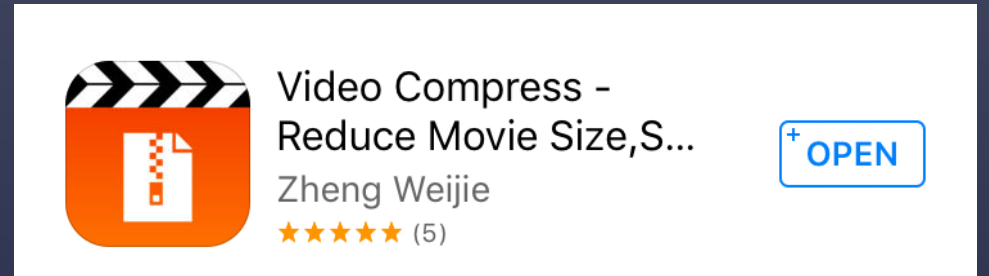 Video Compress -
Reduce Movie Size,S...
Zheng Weijie
(5)
+ OPEN